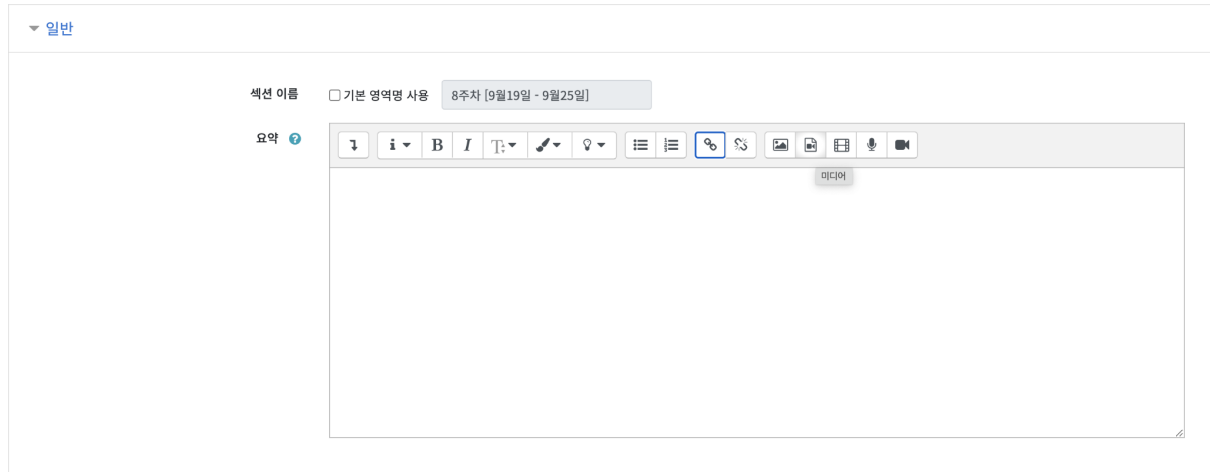 일반
섹션 이름
기본 영역명 사용
8주차 [9월19일 - 9월25일]
요약
미디어